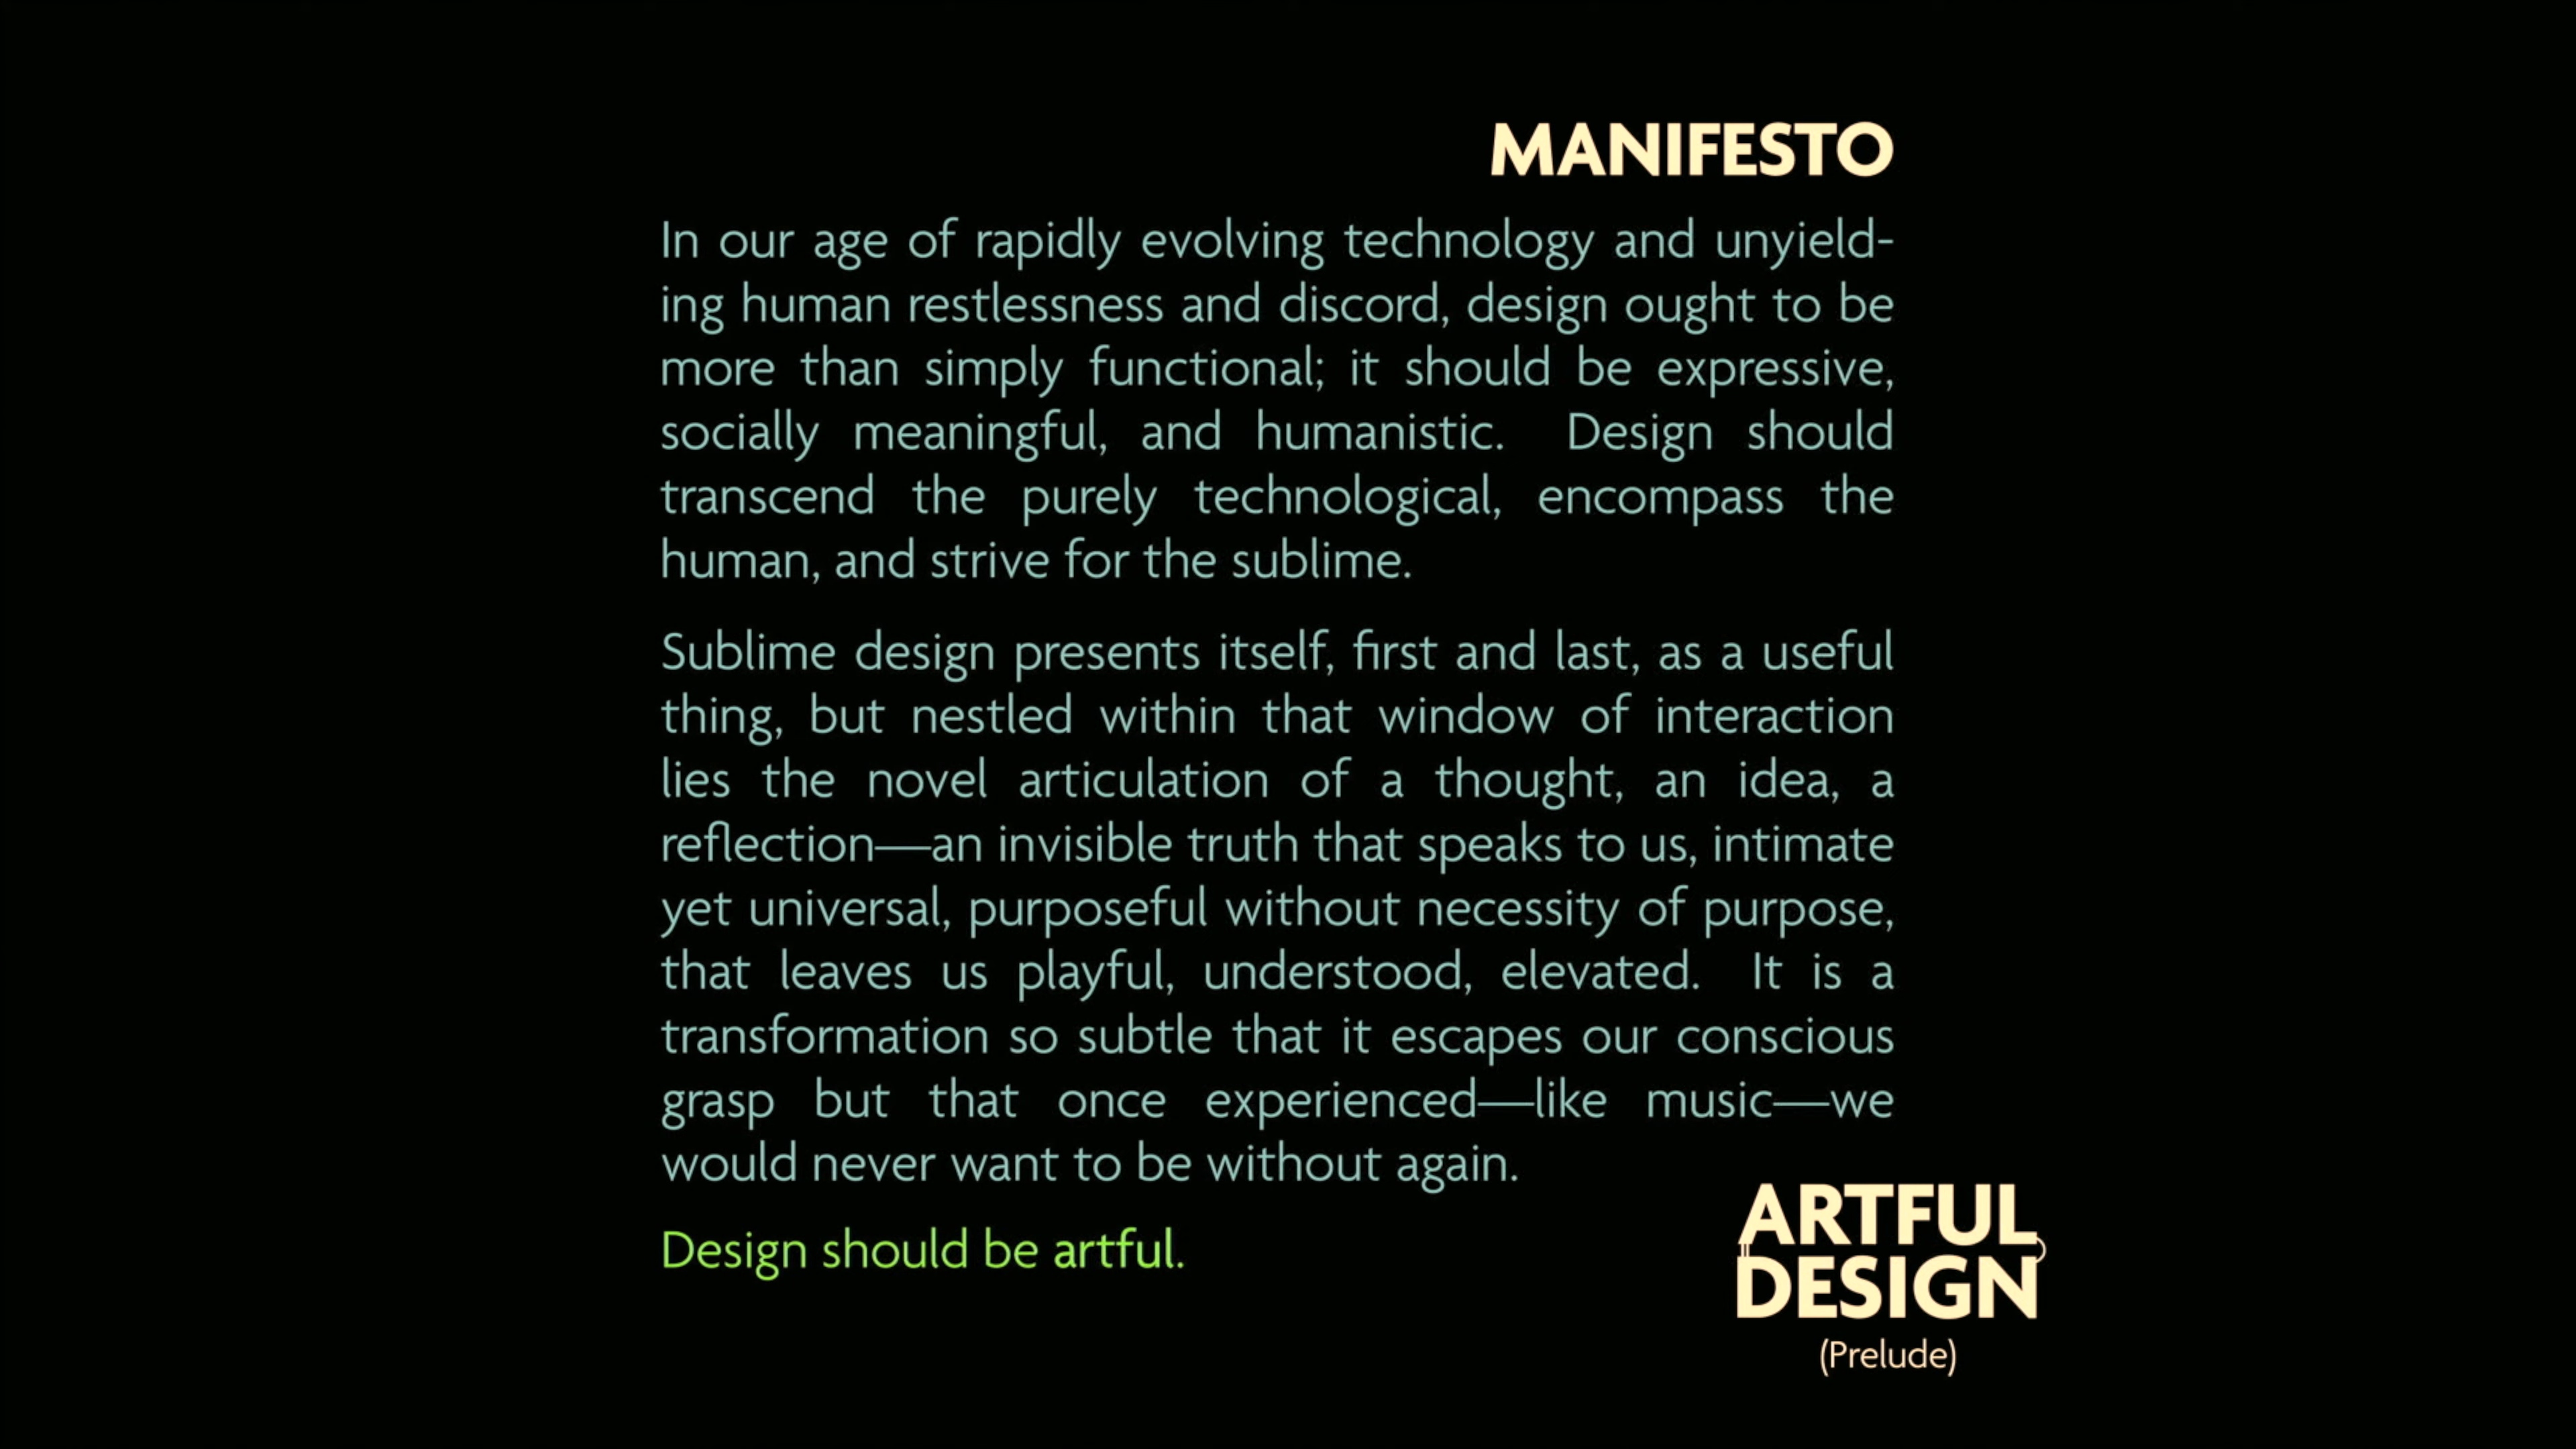 MANIFESTO
In our age of rapidly evolving technology and unyield-
ing human restlessness and discord, design ought to be
more than simply functional; it should be expressive,
socially meaningful, and humanistic. Design should
transcend the purely technological, encompass the
human, and strive for the sublime.
Sublime design presents itself, first and last, as a useful
thing, but nestled within that window of interaction
lies the novel articulation of a thought, an idea, a
reflection—an invisible truth that speaks to us, intimate
yet universal, purposeful without necessity of purpose,
that leaves us playful, understood, elevated. It is a
transformation so subtle that it escapes our conscious
grasp but that once experienced—like music—we
would never want to be without again.
Design should be artful.
ARTFUL
DESIGN
(Prelude)